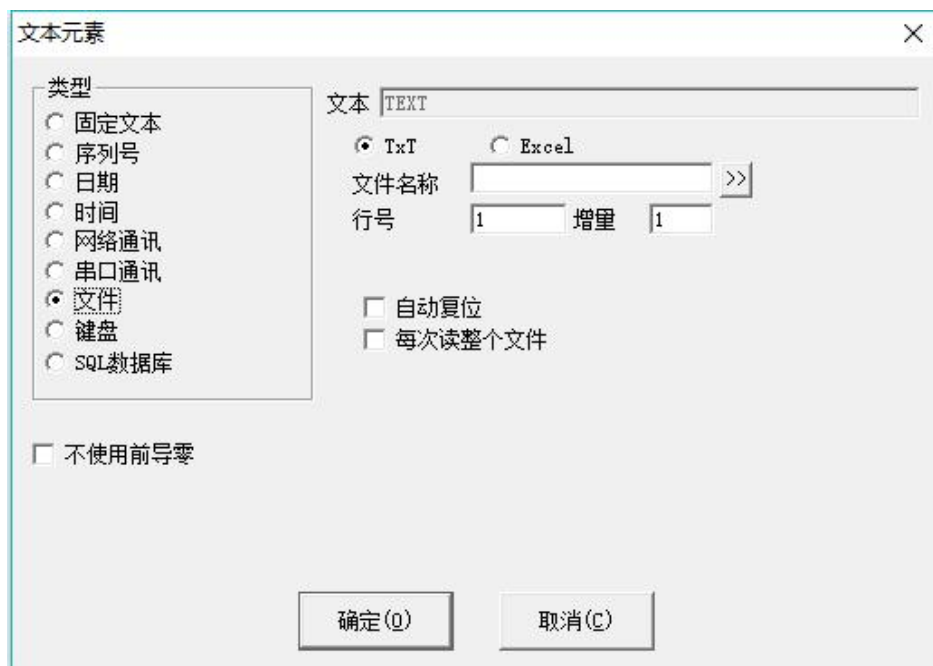 文本元素
类型
固定文本
序列号
日期
时间
网络通讯
串口通讯
文件
键盘
SQL数据库
文本 TEXT
TxT Excel
文件名称 >>
行号 1 增量 1
自动复位
每次读整个文件
不使用前导零
确定(O) 取消(C)